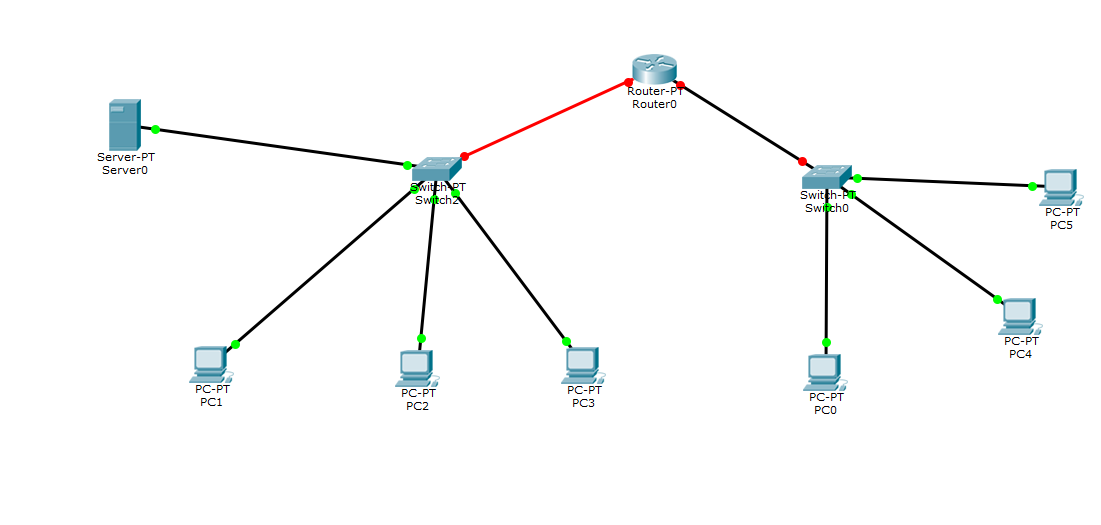 Router-PT
Router0
Server-PT
Server0
Switch-PT
Switch2
Switch-PT
Switch0
PC-PT
PC5
PC-PT
PC4
PC-PT
PC1
PC-PT
PC2
PC-PT
PC3
PC-PT
PC0